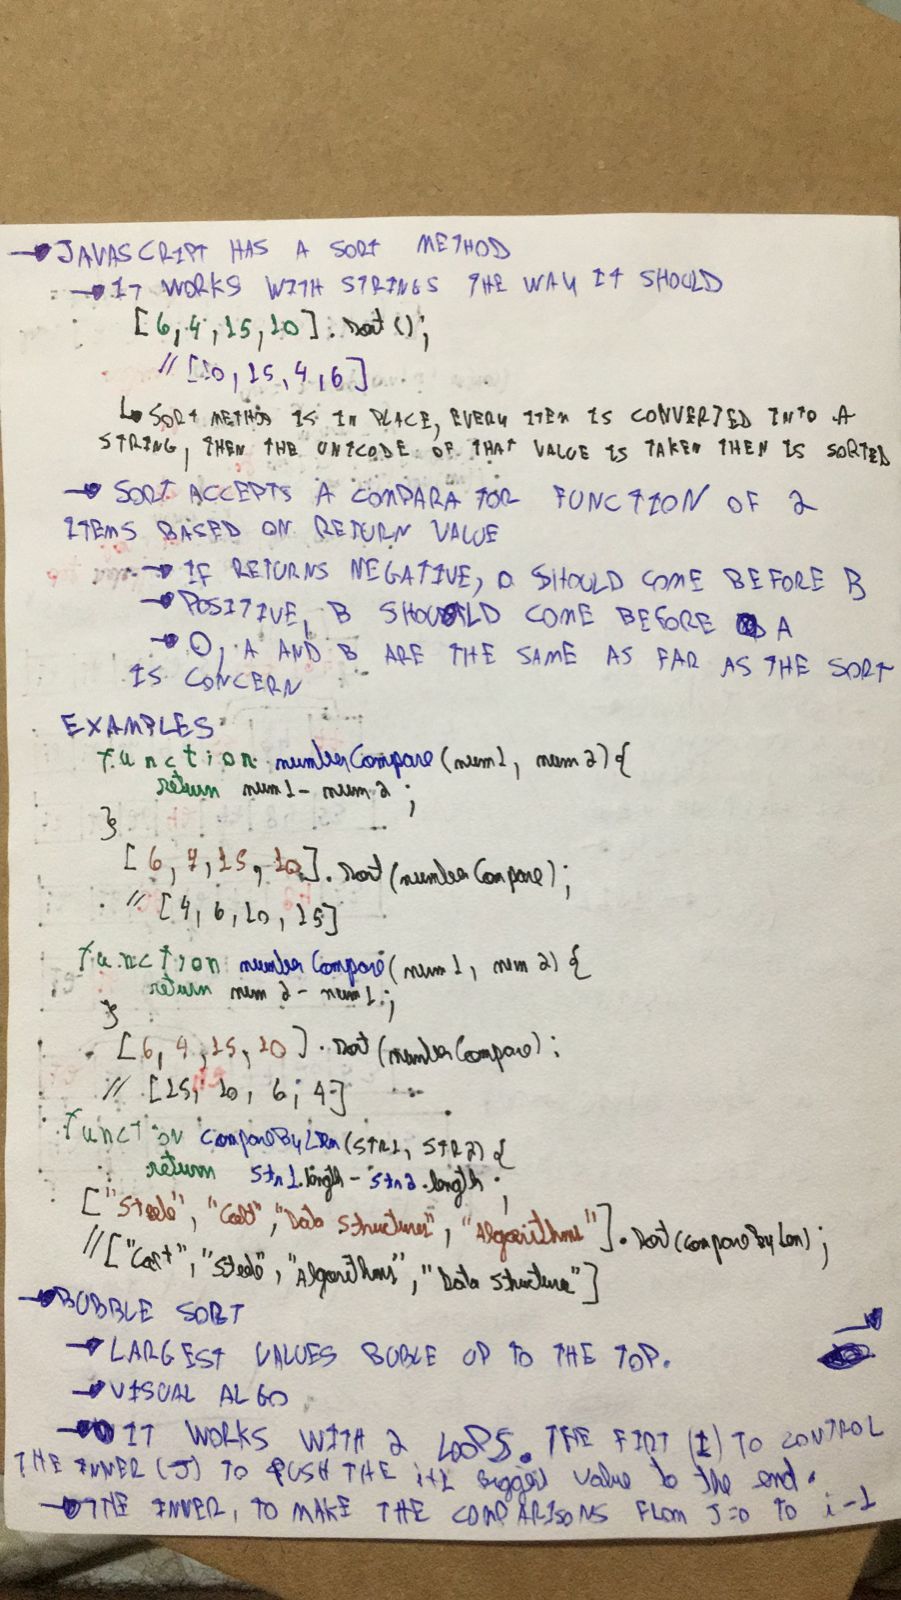 → JAVASCRIPT HAS A SORT METHOD
→ IT WORKS WITH STRINGS THE WAY IT SHOULD
[6, 4, 15, 10].sort();
// [10, 15, 4, 6]
↳ SORT METHOD IS IN PLACE, EVERY ITEM IS CONVERTED INTO A
STRING, THEN THE UNICODE OF THAT VALUE IS TAKEN THEN IS SORTED
→ SORT ACCEPTS A COMPARATOR FUNCTION OF 2
ITEMS BASED ON RETURN VALUE
→ IF RETURNS NEGATIVE, A SHOULD COME BEFORE B
→ POSITIVE, B SHOULD COME BEFORE A
→ 0, A AND B ARE THE SAME AS FAR AS THE SORT
IS CONCERN
EXAMPLES
function numberCompare(num1, num2){
return num1 - num2;
}
[6, 4, 15, 10].sort(numberCompare);
// [4, 6, 10, 15]
function numberCompare(num1, num2){
return num2 - num1;
}
[6, 4, 15, 10].sort(numberCompare);
// [15, 10, 6, 4]
function compareByLen(STR1, STR2){
return str1.length - str2.length;
["Steele", "Colt", "Data Structures", "Algorithms"].sort(compareByLen);
//["Colt", "Steele", "Algorithms", "Data Structure"]
→ BUBBLE SORT
→ LARGEST VALUES BUBLE UP TO THE TOP.
→ VISUAL ALGO
→ IT WORKS WITH 2 LOOPS. THE FIRT (I) TO CONTROL
THE INNER (J) TO PUSH THE i+1 bigger value to the end.
→ THE INNER, TO MAKE THE COMPARISONS FROM J=0 TO i-1